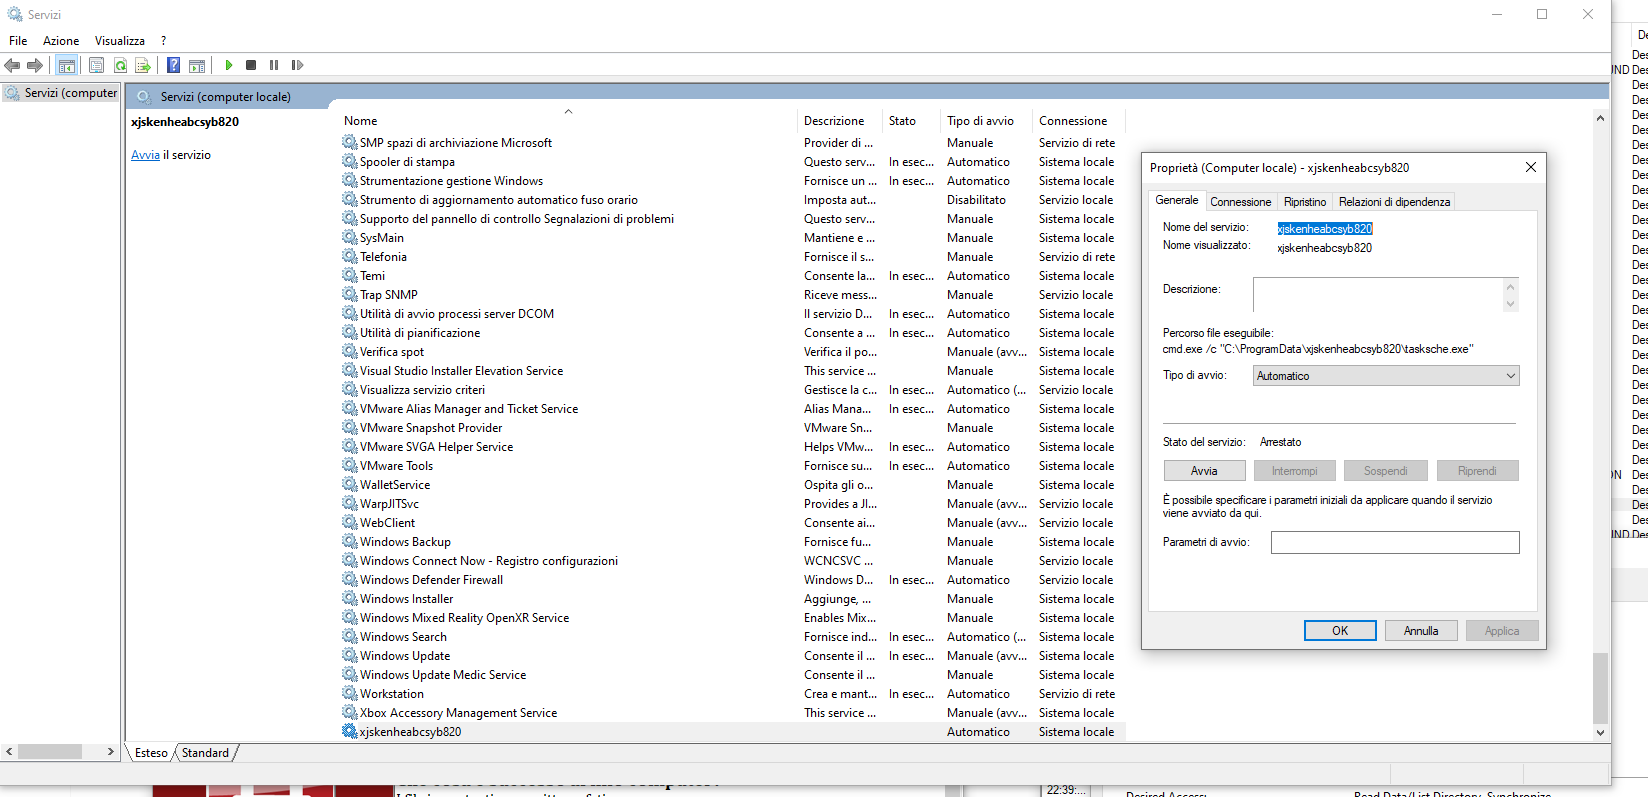 Servizi
File Azione Visualizza ?
Servizi (computer
Servizi (computer locale)
xjskenheabcsyb820
Avvia il servizio
Nome Descrizione Stato Tipo di avvio Connessione
SMP spazi di archiviazione Microsoft Provider di ... Manuale Servizio di rete
Spooler di stampa Questo serv... In esec... Automatico Sistema locale
Strumentazione gestione Windows Fornisce un ... In esec... Automatico Sistema locale
Strumento di aggiornamento automatico fuso orario Imposta aut... Disabilitato Servizio locale
Supporto del pannello di controllo Segnalazioni di problemi Questo serv... Manuale Sistema locale
SysMain Mantiene e ... Manuale Sistema locale
Telefonia Fornisce il s... Manuale Servizio di rete
Temi Consente la... In esec... Automatico Sistema locale
Trap SNMP Riceve mess... Manuale Servizio locale
Utilità di avvio processi server DCOM Il servizio D... In esec... Automatico Sistema locale
Utilità di pianificazione Consente a ... In esec... Automatico Sistema locale
Verifica spot Verifica il po... Manuale (avv... Sistema locale
Visual Studio Installer Elevation Service This service ... Manuale Sistema locale
Visualizza servizio criteri Gestisce la c... In esec... Automatico (... Servizio locale
VMware Alias Manager and Ticket Service Alias Mana... In esec... Automatico Sistema locale
VMware Snapshot Provider VMware Sn... Manuale Sistema locale
VMware SVGA Helper Service Helps VMw... In esec... Automatico Sistema locale
VMware Tools Fornisce su... In esec... Automatico Sistema locale
WalletService Ospita gli o... Manuale Sistema locale
WarpJITSvc Provides a JI... Manuale (avv... Servizio locale
WebClient Consente ai... Manuale (avv... Servizio locale
Windows Backup Fornisce fu... Manuale Sistema locale
Windows Connect Now - Registro configurazioni WCNCSVC ... Manuale Servizio locale
Windows Defender Firewall Windows D... In esec... Automatico Servizio locale
Windows Installer Aggiunge, ... Manuale Sistema locale
Windows Mixed Reality OpenXR Service Enables Mix... Manuale Sistema locale
Windows Search Fornisce ind... In esec... Automatico (... Sistema locale
Windows Update Consente il ... In esec... Manuale (avv... Sistema locale
Windows Update Medic Service Consente il ... Manuale Sistema locale
Workstation Crea e mant... In esec... Automatico Servizio di rete
Xbox Accessory Management Service This service ... Manuale (avv... Sistema locale
xjskenheabcsyb820 Automatico Sistema locale
Esteso Standard
Proprietà (Computer locale) - xjskenheabcsyb820
Generale Connessione Ripristino Relazioni di dipendenza
Nome del servizio: xjskenheabcsyb820
Nome visualizzato: xjskenheabcsyb820
Descrizione:
Percorso file eseguibile:
cmd.exe /c "C:\ProgramData\xjskenheabcsyb820\tasksche.exe"
Tipo di avvio: Automatico
Stato del servizio: Arrestato
Avvia Interrompi Sospendi Riprendi
È possibile specificare i parametri iniziali da applicare quando il servizio
viene avviato da qui.
Parametri di avvio:
OK Annulla Applica
22:39:...
Desired Access: Read Data/List Directory, Synchronize